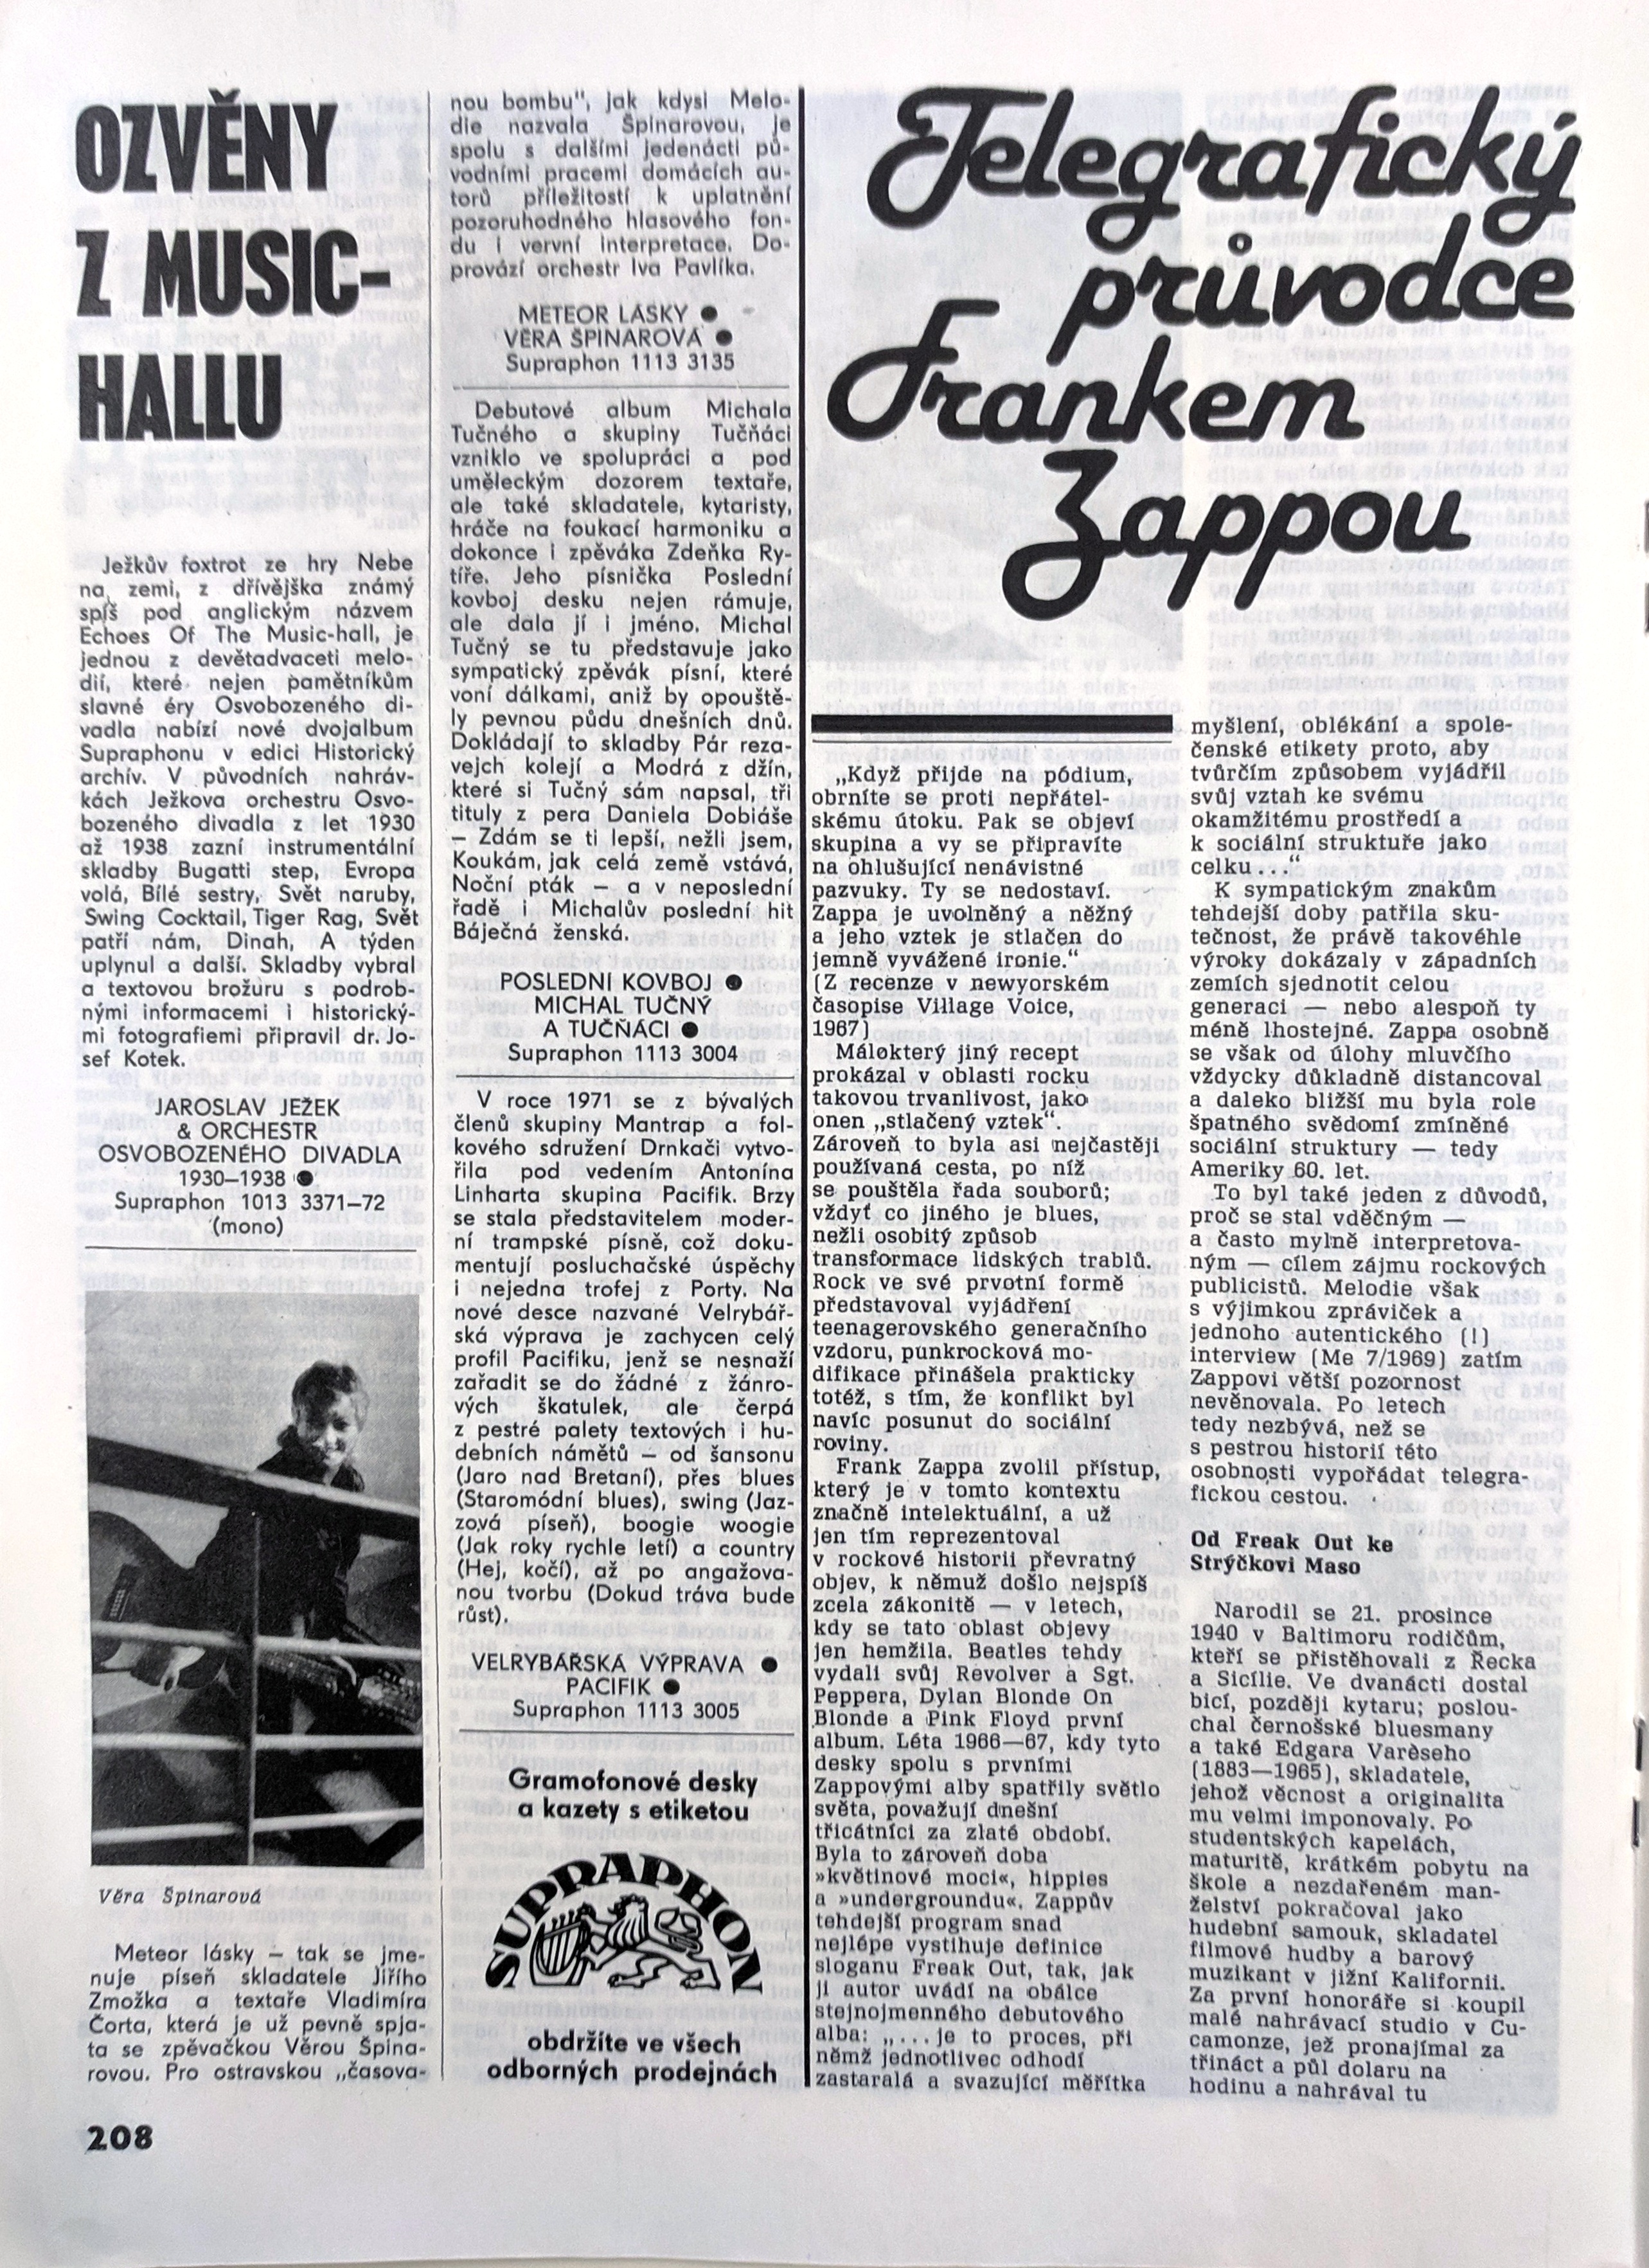 OZVĚNY
Z MUSIC-
HALLU
Ježkův foxtrot ze hry Nebe
na zemi, z dřívějška známý
spíš pod anglickým názvem
Echoes Of The Music-hall, je
jednou z devětadvaceti melo-
dií, které nejen pamětníkům
slavné éry Osvobozeného di-
vadla nabízí nové dvojalbum
Supraphonu v edici Historický
archív. V původních nahráv-
kách Ježkova orchestru Osvo-
bozeného divadla z let 1930
až 1938 zazní instrumentální
skladby Bugatti step, Evropa
volá, Bílé sestry, Svět naruby,
Swing Cocktail, Tiger Rag, Svět
patří nám, Dinah, A týden
uplynul a další. Skladby vybral
a textovou brožuru s podrob-
nými informacemi i historický-
mi fotografiemi připravil dr. Jo-
sef Kotek.
JAROSLAV JEŽEK
& ORCHESTR
OSVOBOZENÉHO DIVADLA
1930–1938 ●
Supraphon 1013 3371–72
(mono)
Věra Špinarová
Meteor lásky – tak se jme-
nuje píseň skladatele Jiřího
Zmožka a textaře Vladimíra
Čorta, která je už pevně spja-
ta se zpěvačkou Věrou Špina-
rovou. Pro ostravskou „časova-
208
nou bombu", jak kdysi Melo-
die nazvala Špinarovou, je
spolu s dalšími jedenácti pů-
vodními pracemi domácích au-
torů příležitostí k uplatnění
pozoruhodného hlasového fon-
du i vervní interpretace. Do-
provází orchestr Iva Pavlíka.
METEOR LÁSKY ●
VĚRA ŠPINAROVÁ ●
Supraphon 1113 3135
Debutové album Michala
Tučného a skupiny Tučňáci
vzniklo ve spolupráci a pod
uměleckým dozorem textaře,
ale také skladatele, kytaristy,
hráče na foukací harmoniku a
dokonce i zpěváka Zdeňka Ry-
tíře. Jeho písnička Poslední
kovboj desku nejen rámuje,
ale dala jí i jméno. Michal
Tučný se tu představuje jako
sympatický zpěvák písní, které
voní dálkami, aniž by opouště-
ly pevnou půdu dnešních dnů.
Dokládají to skladby Pár reza-
vejch kolejí a Modrá z džín,
které si Tučný sám napsal, tři
tituly z pera Daniela Dobiáše
– Zdám se ti lepší, nežli jsem,
Koukám, jak celá země vstává,
Noční pták – a v neposlední
řadě i Michalův poslední hit
Báječná ženská.
POSLEDNÍ KOVBOJ ●
MICHAL TUČNÝ
A TUČŇÁCI ●
Supraphon 1113 3004
V roce 1971 se z bývalých
členů skupiny Mantrap a fol-
kového sdružení Drnkači vytvo-
řila pod vedením Antonína
Linharta skupina Pacifik. Brzy
se stala představitelem moder-
ní trampské písně, což doku-
mentují posluchačské úspěchy
i nejedna trofej z Porty. Na
nové desce nazvané Velrybář-
ská výprava je zachycen celý
profil Pacifiku, jenž se nesnaží
zařadit se do žádné z žánro-
vých škatulek, ale čerpá
z pestré palety textových i hu-
debních námětů – od šansonu
(Jaro nad Bretaní), přes blues
(Staromódní blues), swing (Jaz-
zová píseň), boogie woogie
(Jak roky rychle letí) a country
(Hej, kočí), až po angažova-
nou tvorbu (Dokud tráva bude
růst).
VELRYBÁŘSKÁ VÝPRAVA ●
PACIFIK ●
Supraphon 1113 3005
Gramofonové desky
a kazety s etiketou
SUPRAPHON
obdržíte ve všech
odborných prodejnách
Telegrafický
průvodce
Frankem
Zappou
„Když přijde na pódium,
obrníte se proti nepřátel-
skému útoku. Pak se objeví
skupina a vy se připravíte
na ohlušující nenávistné
pazvuky. Ty se nedostaví.
Zappa je uvolněný a něžný
a jeho vztek je stlačen do
jemně vyvážené ironie."
(Z recenze v newyorském
časopise Village Voice,
1967)
Málokterý jiný recept
prokázal v oblasti rocku
takovou trvanlivost, jako
onen „stlačený vztek".
Zároveň to byla asi nejčastěji
používaná cesta, po níž
se pouštěla řada souborů;
vždyť co jiného je blues,
nežli osobitý způsob
transformace lidských trablů.
Rock ve své prvotní formě
představoval vyjádření
teenagerovského generačního
vzdoru, punkrocková mo-
difikace přinášela prakticky
totéž, s tím, že konflikt byl
navíc posunut do sociální
roviny.
Frank Zappa zvolil přístup,
který je v tomto kontextu
značně intelektuální, a už
jen tím reprezentoval
v rockové historii převratný
objev, k němuž došlo nejspíš
zcela zákonitě — v letech,
kdy se tato oblast objevy
jen hemžila. Beatles tehdy
vydali svůj Revolver a Sgt.
Peppera, Dylan Blonde On
Blonde a Pink Floyd první
album. Léta 1966—67, kdy tyto
desky spolu s prvními
Zappovými alby spatřily světlo
světa, považují dnešní
třicátníci za zlaté období.
Byla to zároveň doba
»květinové moci«, hippies
a »undergroundu«. Zappův
tehdejší program snad
nejlépe vystihuje definice
sloganu Freak Out, tak, jak
ji autor uvádí na obálce
stejnojmenného debutového
alba: „...je to proces, při
němž jednotlivec odhodí
zastaralá a svazující měřítka
myšlení, oblékání a spole-
čenské etikety proto, aby
tvůrčím způsobem vyjádřil
svůj vztah ke svému
okamžitému prostředí a
k sociální struktuře jako
celku..."
K sympatickým znakům
tehdejší doby patřila sku-
tečnost, že právě takovéhle
výroky dokázaly v západních
zemích sjednotit celou
generaci — nebo alespoň ty
méně lhostejné. Zappa osobně
se však od úlohy mluvčího
vždycky důkladně distancoval
a daleko bližší mu byla role
špatného svědomí zmíněné
sociální struktury — tedy
Ameriky 60. let.
To byl také jeden z důvodů,
proč se stal vděčným —
a často mylně interpretova-
ným — cílem zájmu rockových
publicistů. Melodie však
s výjimkou zpráviček a
jednoho autentického (!)
interview (Me 7/1969) zatím
Zappovi větší pozornost
nevěnovala. Po letech
tedy nezbývá, než se
s pestrou historií této
osobnosti vypořádat telegra-
fickou cestou.
Od Freak Out ke
Strýčkovi Maso
Narodil se 21. prosince
1940 v Baltimoru rodičům,
kteří se přistěhovali z Řecka
a Sicílie. Ve dvanácti dostal
bicí, později kytaru; poslou-
chal černošské bluesmany
a také Edgara Varèseho
(1883—1965), skladatele,
jehož věcnost a originalita
mu velmi imponovaly. Po
studentských kapelách,
maturitě, krátkém pobytu na
škole a nezdařeném man-
želství pokračoval jako
hudební samouk, skladatel
filmové hudby a barový
muzikant v jižní Kalifornii.
Za první honoráře si koupil
malé nahrávací studio v Cu-
camonze, jež pronajímal za
třináct a půl dolaru na
hodinu a nahrával tu